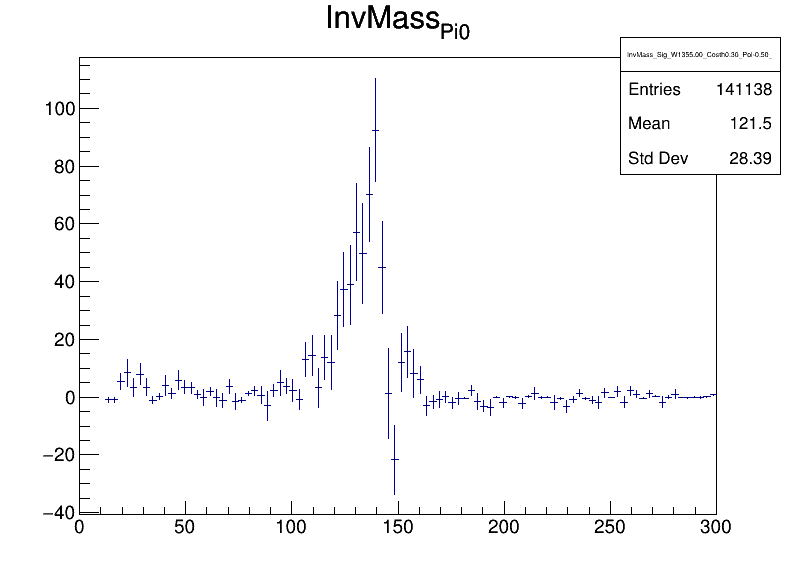 InvMass_Pi0
InvMass_Sig_W1355.00_Costh0.30_Pol-0.50_
Entries 141138
Mean 121.5
Std Dev 28.39
100
80
60
40
20
0
−20
−40
0 50 100 150 200 250 300